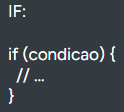 IF:
if (condicao) {
// ...
}